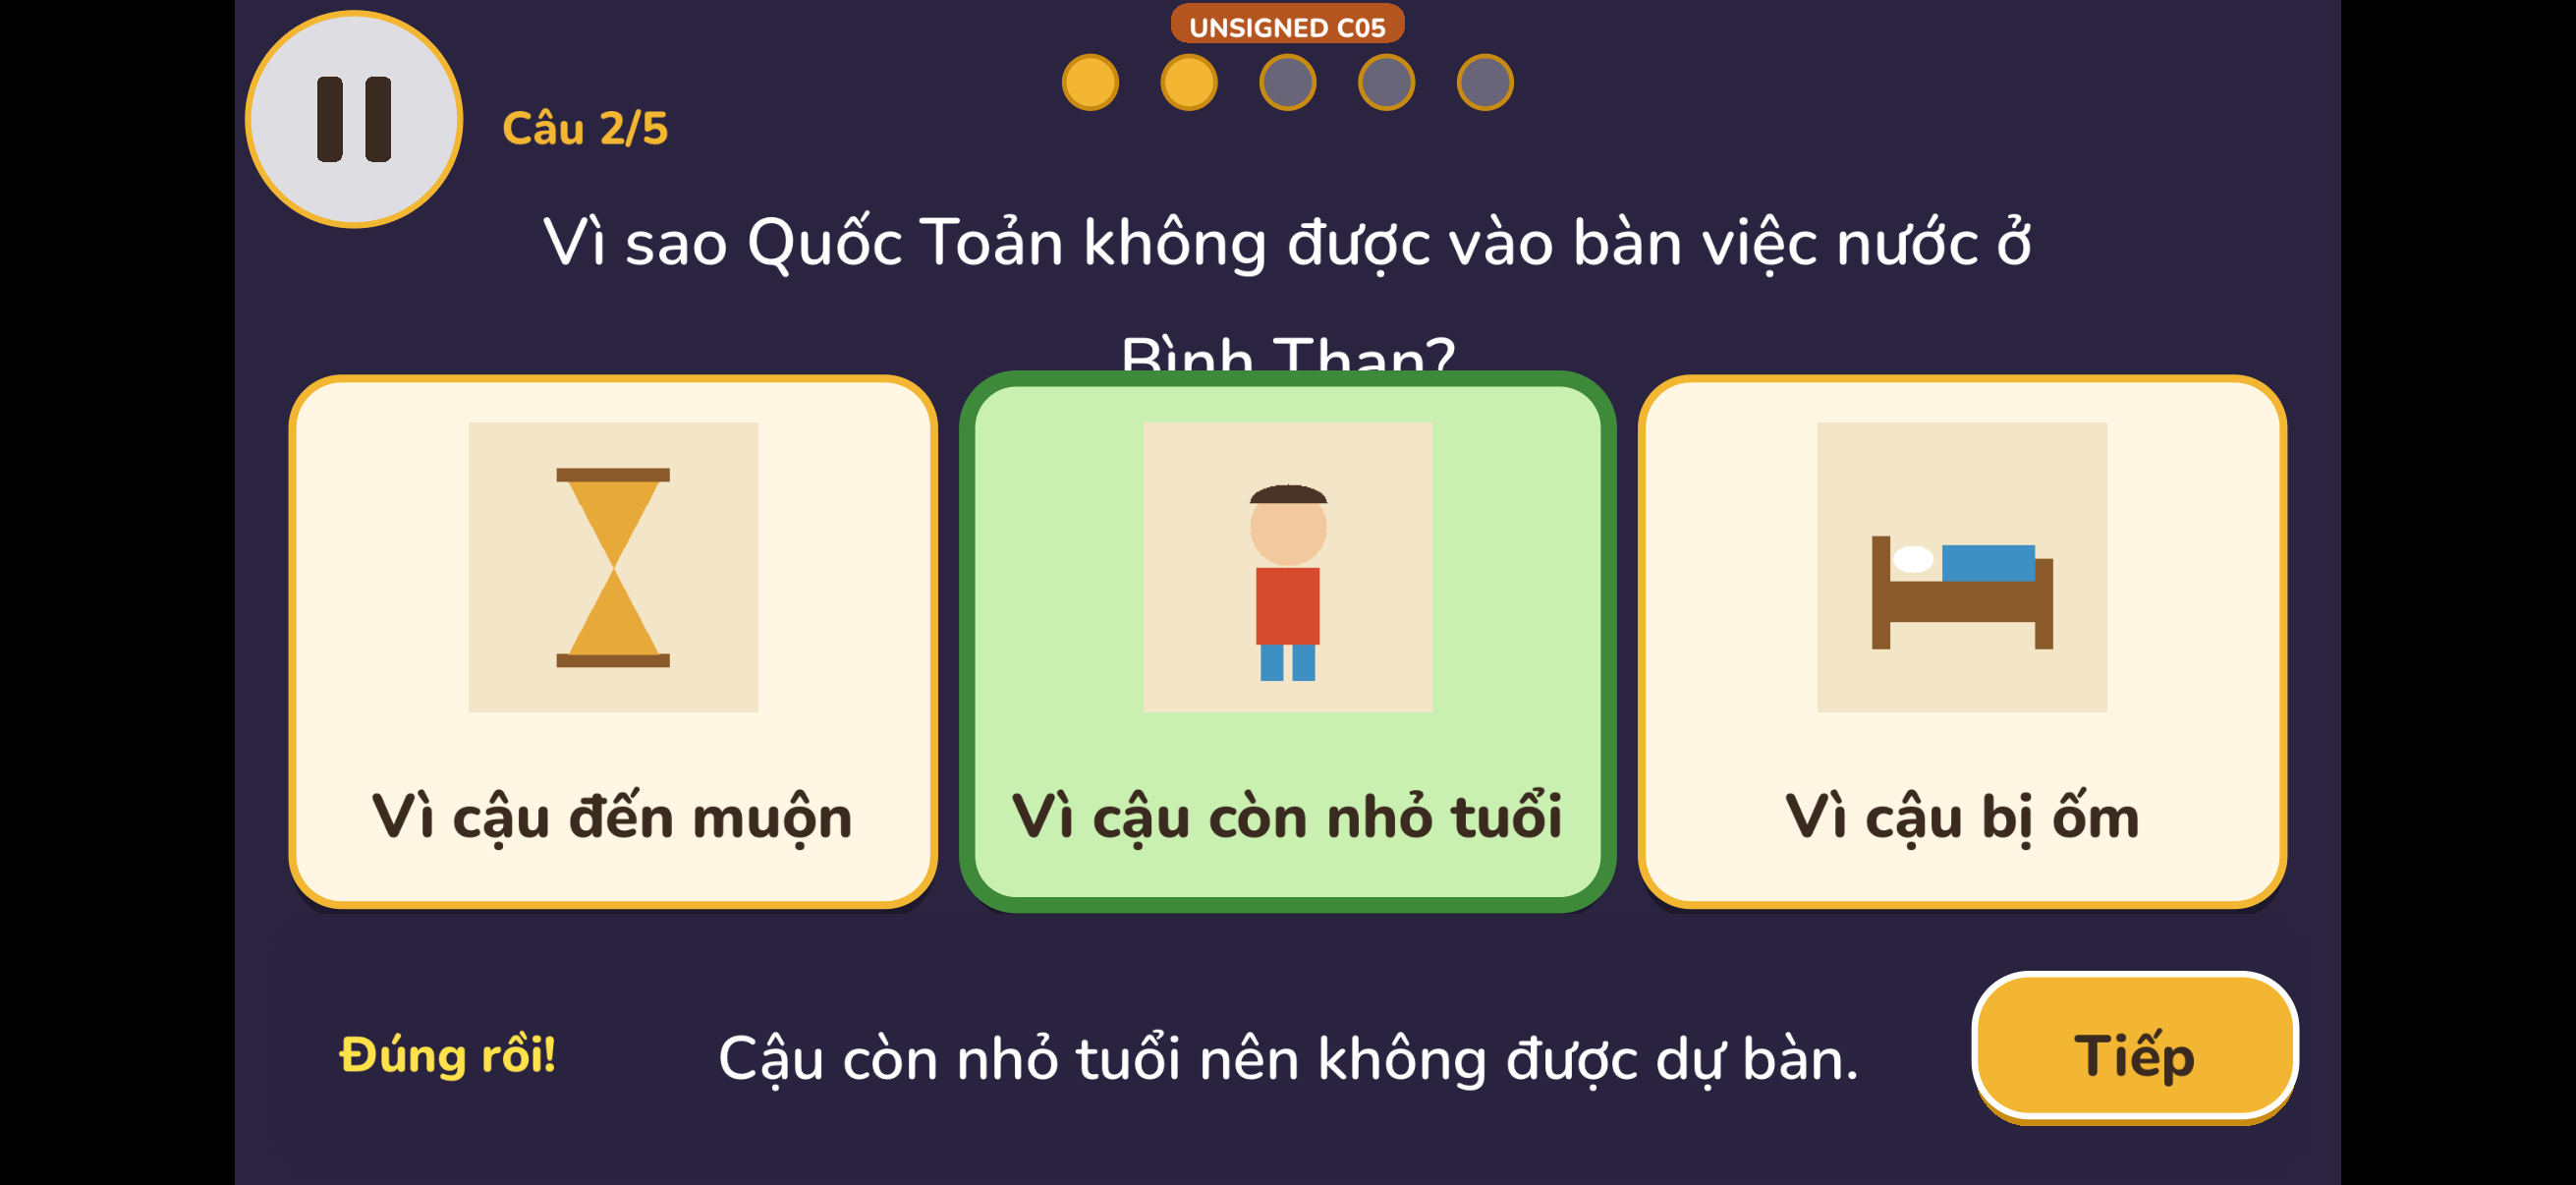 UNSIGNED C05
Câu 2/5
Vì sao Quốc Toản không được vào bàn việc nước ở
Bình Than?
Vì cậu đến muộn
Vì cậu còn nhỏ tuổi
Vì cậu bị ốm
Đúng rồi!
Cậu còn nhỏ tuổi nên không được dự bàn.
Tiếp